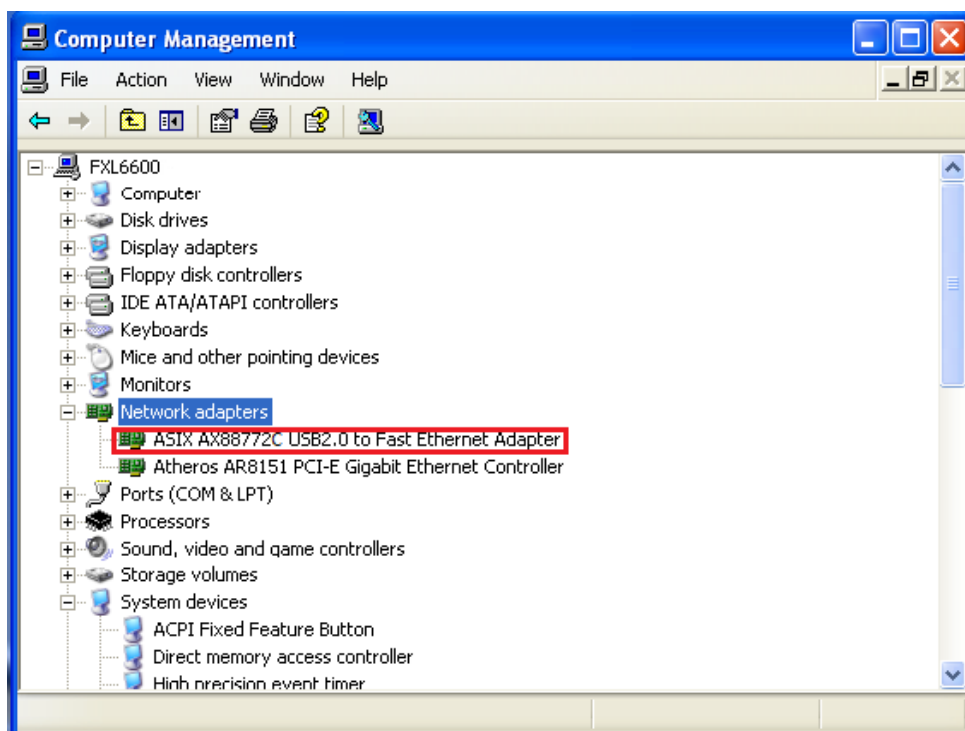 Computer Management
File Action View Window Help
FXL6600
Computer
Disk drives
Display adapters
Floppy disk controllers
IDE ATA/ATAPI controllers
Keyboards
Mice and other pointing devices
Monitors
Network adapters
ASIX AX88772C USB2.0 to Fast Ethernet Adapter
Atheros AR8151 PCI-E Gigabit Ethernet Controller
Ports (COM & LPT)
Processors
Sound, video and game controllers
Storage volumes
System devices
ACPI Fixed Feature Button
Direct memory access controller
High precision event timer